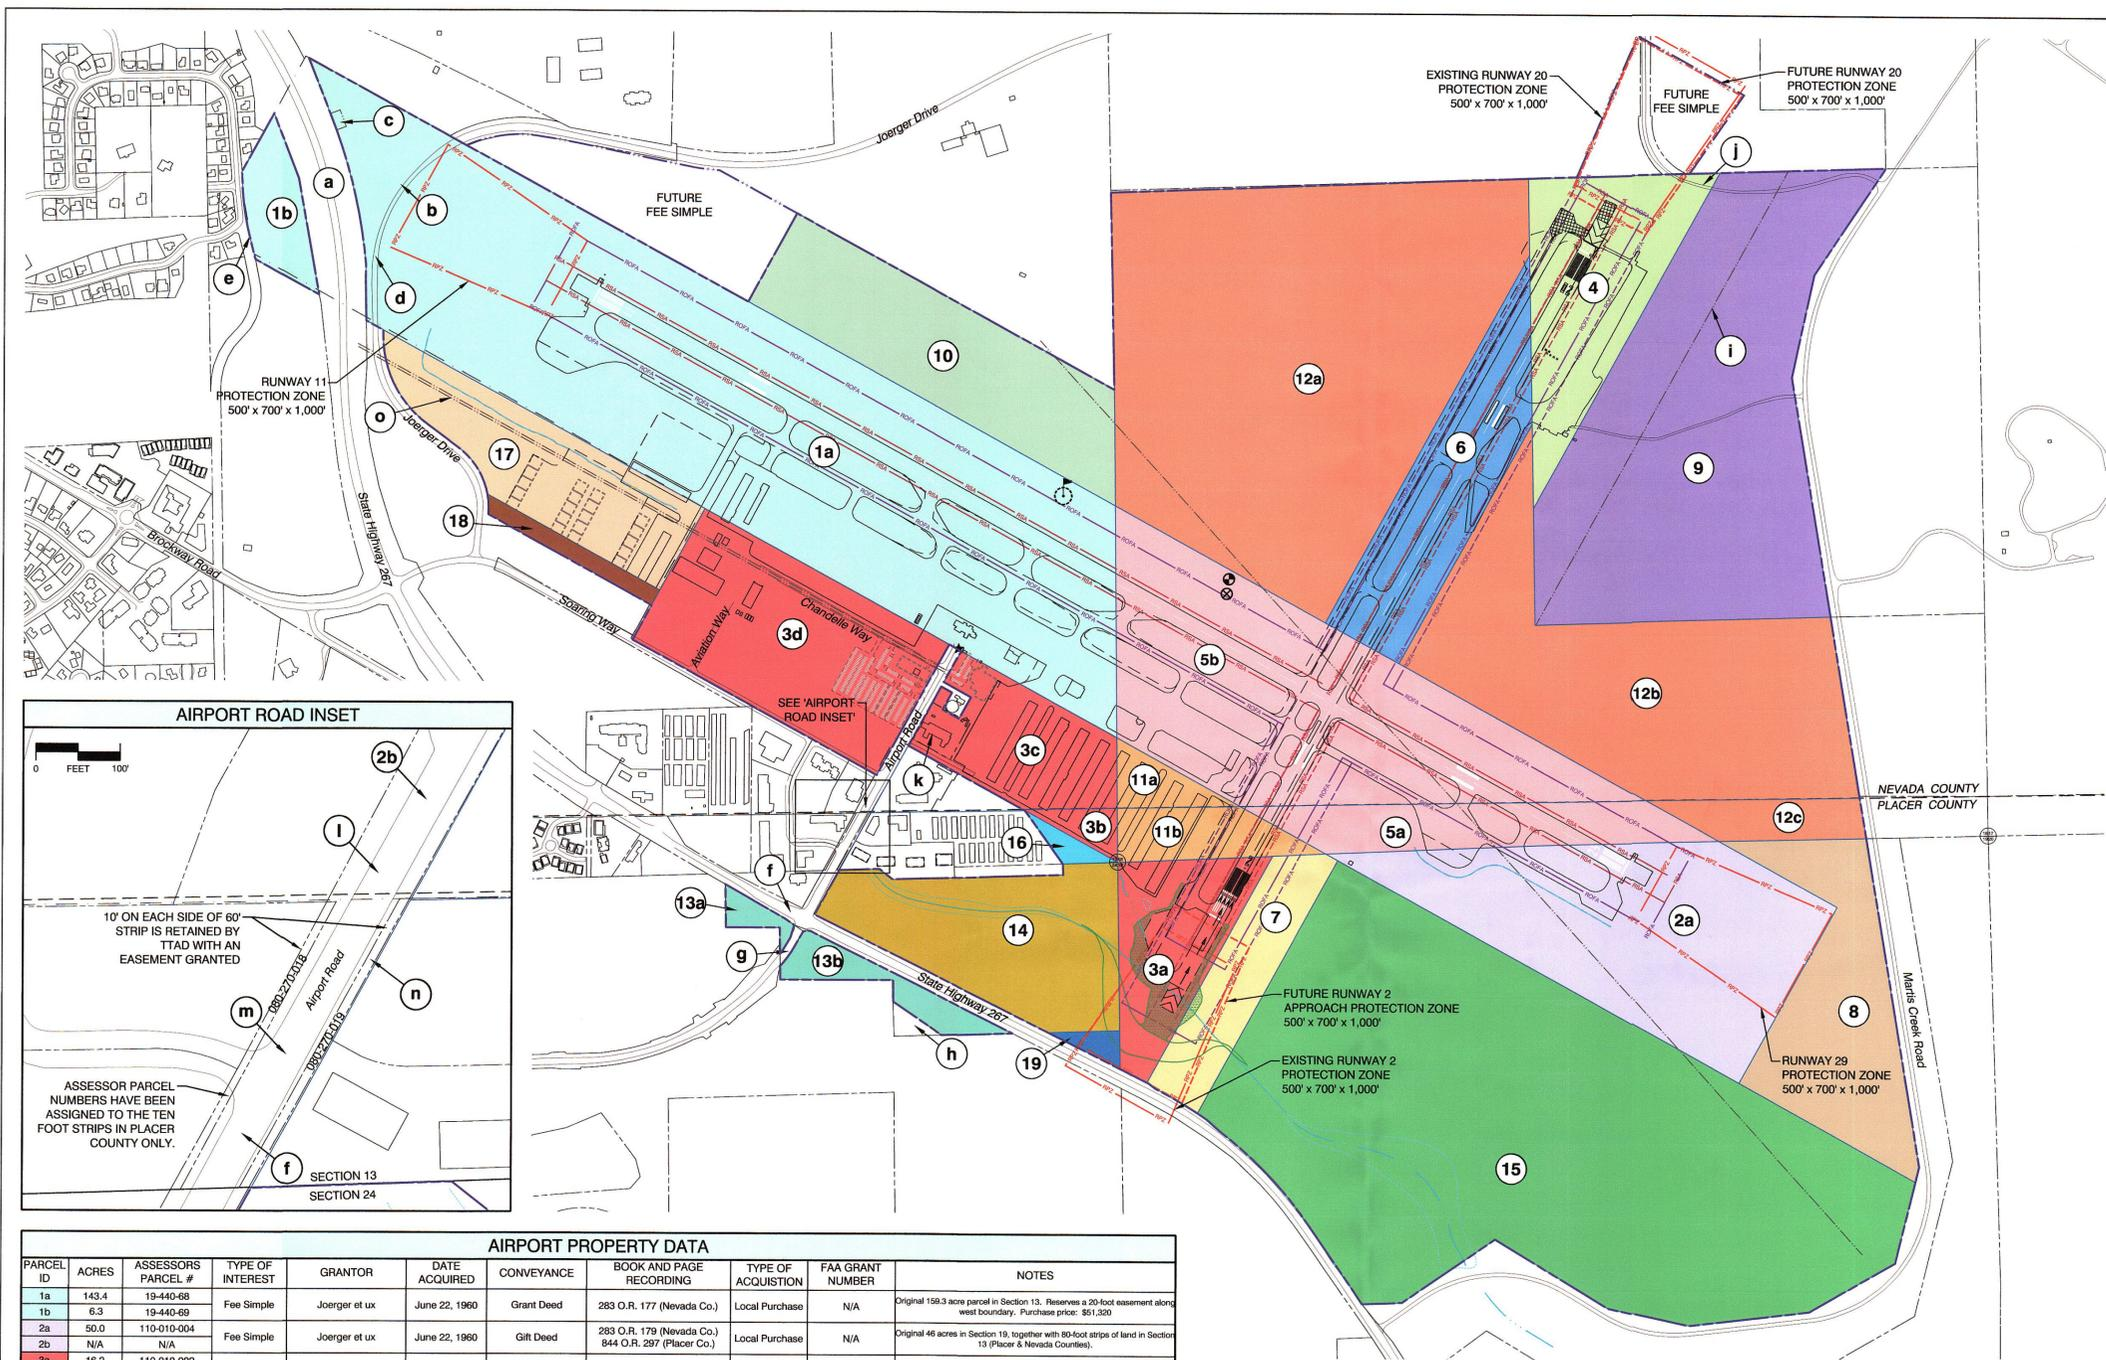 EXISTING RUNWAY 20
PROTECTION ZONE
500' x 700' x 1,000'
FUTURE
FEE SIMPLE
FUTURE RUNWAY 20
PROTECTION ZONE
500' x 700' x 1,000'
c
Joerger Drive
j
a
1b
b
FUTURE
FEE SIMPLE
e
d
4
i
10
12a
RUNWAY 11
PROTECTION ZONE
500' x 700' x 1,000'
o
Joerger Drive
17
1a
6
9
18
State Highway 267
Brockway Road
Soaring Way
Aviation Way
3d
Chandelle Way
5b
12b
SEE 'AIRPORT
ROAD INSET'
Airport Road
3c
k
11a
NEVADA COUNTY
PLACER COUNTY
12c
3b
11b
5a
16
f
13a
14
7
2a
g
13b
3a
State Highway 267
h
19
FUTURE RUNWAY 2
APPROACH PROTECTION ZONE
500' x 700' x 1,000'
EXISTING RUNWAY 2
PROTECTION ZONE
500' x 700' x 1,000'
8
Martis Creek Road
RUNWAY 29
PROTECTION ZONE
500' x 700' x 1,000'
15
RPZ
ROFA
RSA
AIRPORT ROAD INSET
0 FEET 100'
2b
l
10' ON EACH SIDE OF 60'
STRIP IS RETAINED BY
TTAD WITH AN
EASEMENT GRANTED
080-270-018
Airport Road
n
m
080-270-019
ASSESSOR PARCEL
NUMBERS HAVE BEEN
ASSIGNED TO THE TEN
FOOT STRIPS IN PLACER
COUNTY ONLY.
f
SECTION 13
SECTION 24
AIRPORT PROPERTY DATA
PARCEL ID ACRES ASSESSORS PARCEL # TYPE OF INTEREST GRANTOR DATE ACQUIRED CONVEYANCE BOOK AND PAGE RECORDING TYPE OF ACQUISTION FAA GRANT NUMBER NOTES
1a 143.4 19-440-68
1b 6.3 19-440-69
Fee Simple Joerger et ux June 22, 1960 Grant Deed 283 O.R. 177 (Nevada Co.) Local Purchase N/A
Original 159.3 acre parcel in Section 13. Reserves a 20-foot easement along
west boundary. Purchase price: $51,320
2a 50.0 110-010-004
2b N/A N/A
Fee Simple Joerger et ux June 22, 1960 Gift Deed 283 O.R. 179 (Nevada Co.)
844 O.R. 297 (Placer Co.) Local Purchase N/A
Original 46 acres in Section 19, together with 80-foot strips of land in Section
13 (Placer & Nevada Counties).